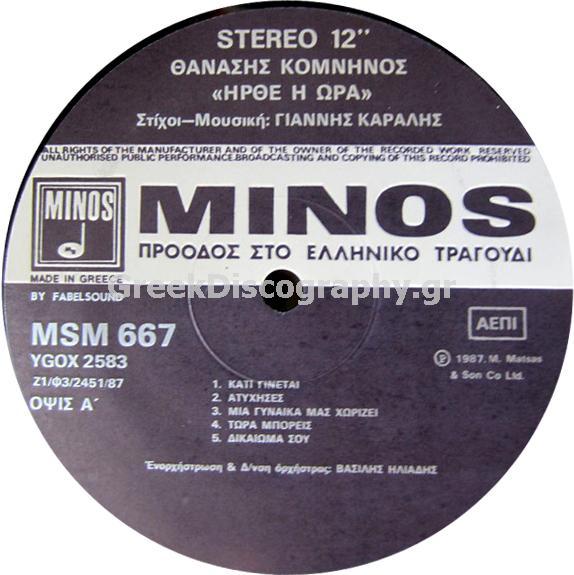 STEREO 12’’
ΘΑΝΑΣΗΣ ΚΟΜΝΗΝΟΣ
«ΗΡΘΕ Η ΩΡΑ»
Στίχοι—Μουσική: ΓΙΑΝΝΗΣ ΚΑΡΑΛΗΣ
ALL RIGHTS OF THE MANUFACTURER AND OF THE OWNER OF THE RECORDED WORK RESERVED
UNAUTHORISED PUBLIC PERFORMANCE.BROADCASTING AND COPYING OF THIS RECORD PROHIBITED
MINOS
MINOS
ΠΡΟΟΔΟΣ ΣΤΟ ΕΛΛΗΝΙΚΟ ΤΡΑΓΟΥΔΙ
MADE IN GREECE
BY FABELSOUND
GreekDiscography.gr
MSM 667
YGOX 2583
Ζ1/Φ3/2451/87
ΟΨΙΣ Α΄
ΑΕΠΙ
Ⓟ 1987. M. Matsas
& Son Co Ltd.
1. ΚΑΤΙ ΓΙΝΕΤΑΙ
2. ΑΤΥΧΗΣΕΣ
3. ΜΙΑ ΓΥΝΑΙΚΑ ΜΑΣ ΧΩΡΙΖΕΙ
4. ΤΩΡΑ ΜΠΟΡΕΙΣ
5. ΔΙΚΑΙΩΜΑ ΣΟΥ
Ἐνορχήστρωση & Δ/νση ὀρχήστρας: ΒΑΣΙΛΗΣ ΗΛΙΑΔΗΣ